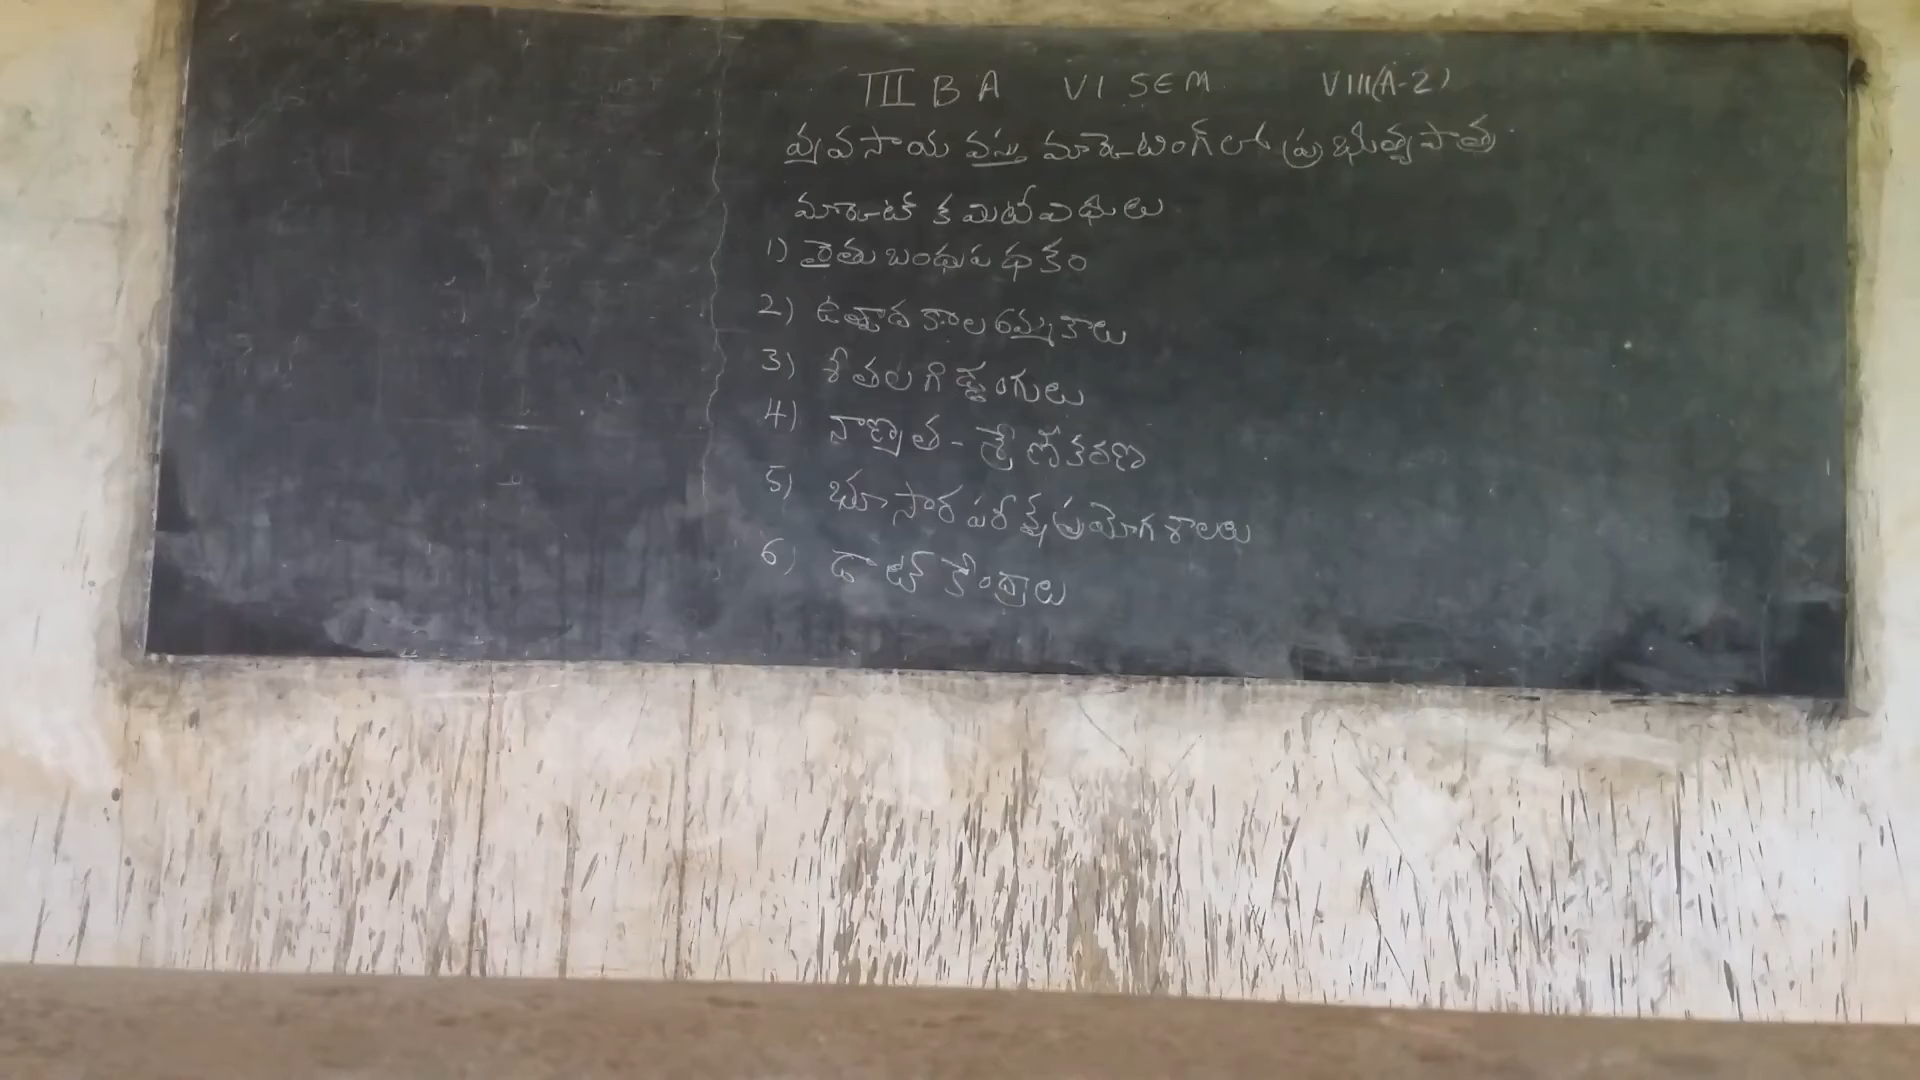 III B A VI SEM VIII(A-2)
వ్యవసాయ వస్తు మార్కెటింగ్ లో ప్రభుత్వ పాత్ర
మార్కెట్ కమిటీ విధులు
1) రైతు బంధు పథకం
2) ఉత్పాదకాల అమ్మకాలు
3) శీతల గిడ్డంగులు
4) నాణ్యత - శ్రేణీకరణ
5) భూసార పరీక్ష ప్రయోగశాలలు
6) డాట్ కేంద్రాలు